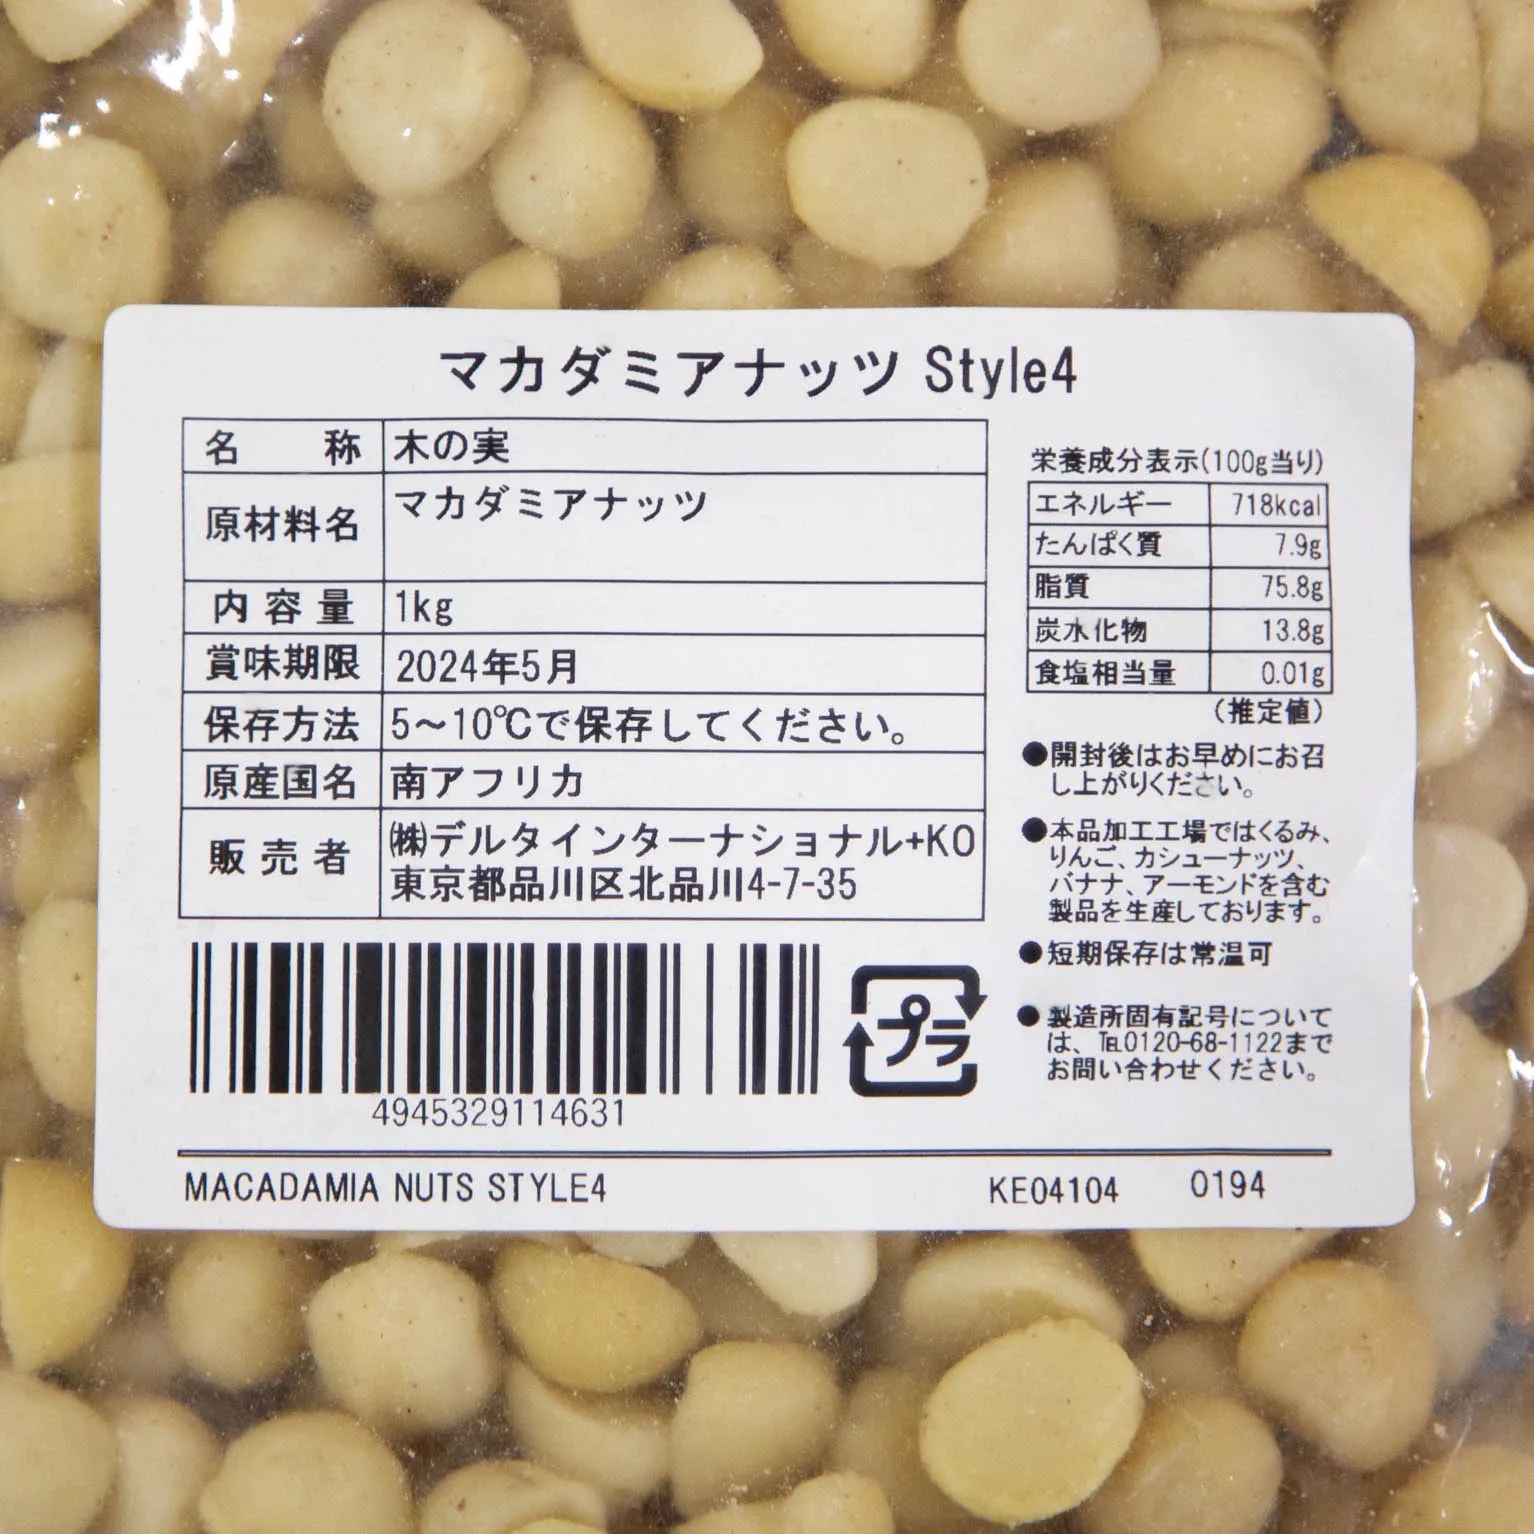 マカダミアナッツ Style4
名　称 木の実
原材料名 マカダミアナッツ
内容量 1kg
賞味期限 2024年5月
保存方法 5～10℃で保存してください。
原産国名 南アフリカ
販売者 ㈱デルタインターナショナル+KO
東京都品川区北品川4-7-35
栄養成分表示(100g当り)
エネルギー 718kcal
たんぱく質 7.9g
脂質 75.8g
炭水化物 13.8g
食塩相当量 0.01g
(推定値)
●開封後はお早めにお召
し上がりください。
●本品加工工場ではくるみ、
りんご、カシューナッツ、
バナナ、アーモンドを含む
製品を生産しております。
●短期保存は常温可
●製造所固有記号について
は、℡0120-68-1122まで
お問い合わせください。
4945329114631
プラ
MACADAMIA NUTS STYLE4 KE04104 0194